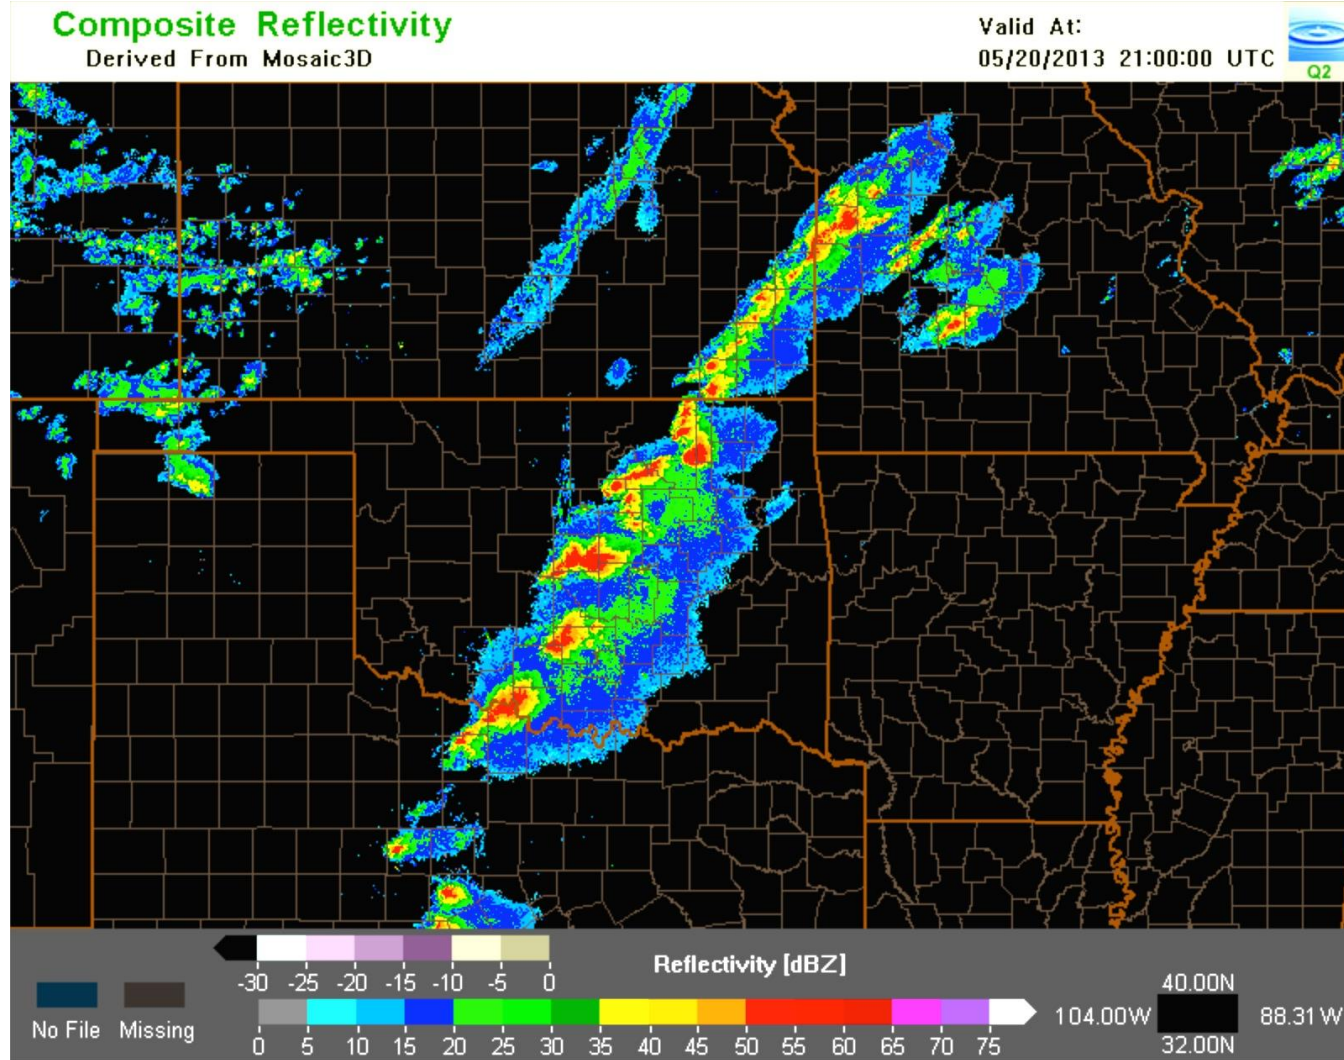 Composite Reflectivity
Derived From Mosaic3D
Valid At:
05/20/2013 21:00:00 UTC
Q2
-30 -25 -20 -15 -10 -5 0
Reflectivity [dBZ]
No File Missing
0 5 10 15 20 25 30 35 40 45 50 55 60 65 70 75
40.00N
104.00W 88.31W
32.00N